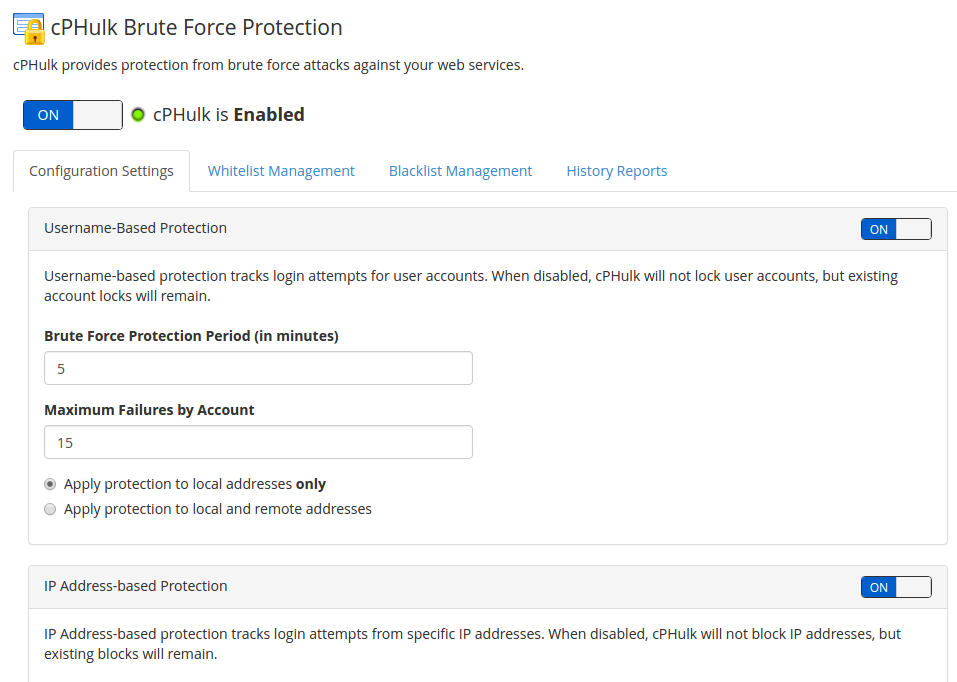 cPHulk Brute Force Protection
cPHulk provides protection from brute force attacks against your web services.
ON
cPHulk is Enabled
Configuration Settings
Whitelist Management
Blacklist Management
History Reports
Username-Based Protection
ON
Username-based protection tracks login attempts for user accounts. When disabled, cPHulk will not lock user accounts, but existing
account locks will remain.
Brute Force Protection Period (in minutes)
5
Maximum Failures by Account
15
Apply protection to local addresses only
Apply protection to local and remote addresses
IP Address-based Protection
ON
IP Address-based protection tracks login attempts from specific IP addresses. When disabled, cPHulk will not block IP addresses, but
existing blocks will remain.